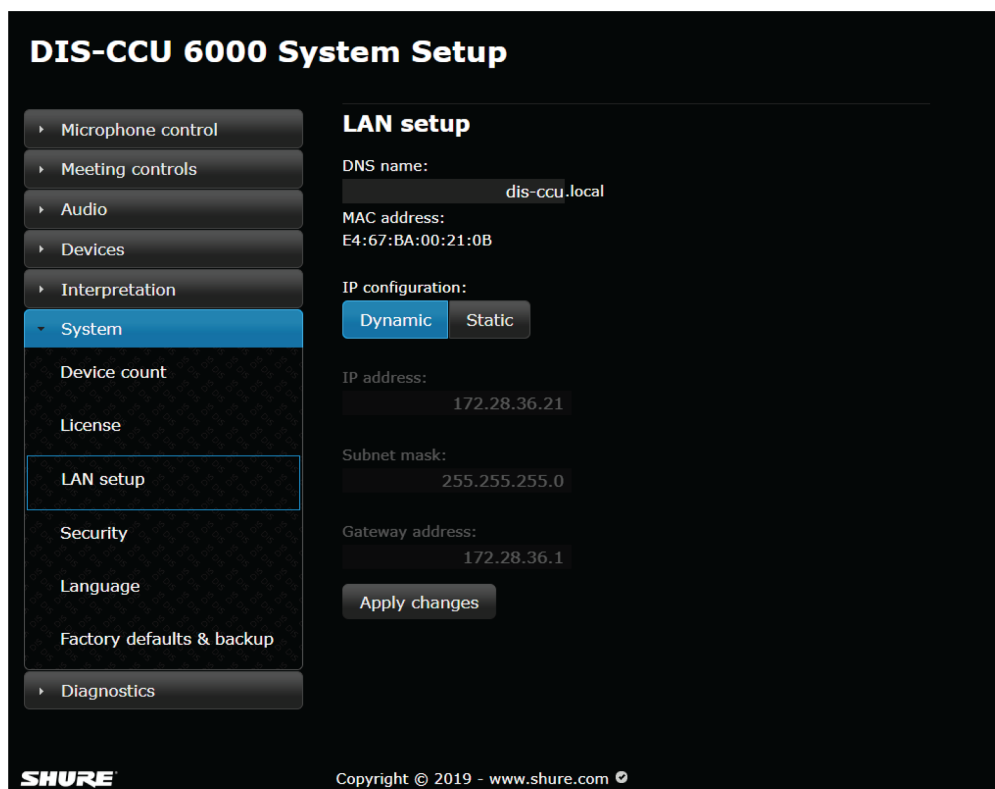 DIS-CCU 6000 System Setup
Microphone control
Meeting controls
Audio
Devices
Interpretation
System
Device count
License
LAN setup
Security
Language
Factory defaults & backup
Diagnostics
LAN setup
DNS name:
dis-ccu.local
MAC address:
E4:67:BA:00:21:0B
IP configuration:
Dynamic Static
IP address:
172.28.36.21
Subnet mask:
255.255.255.0
Gateway address:
172.28.36.1
Apply changes
SHURE
Copyright © 2019 - www.shure.com